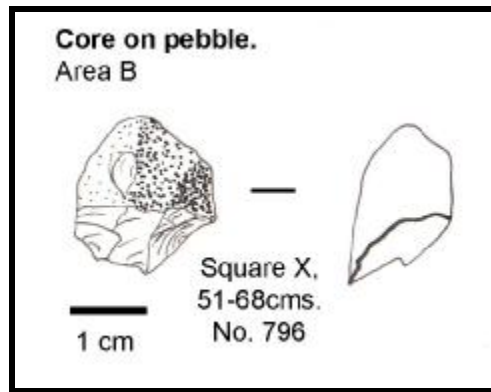 Core on pebble.
Area B
Square X,
51-68cms.
No. 796
1 cm